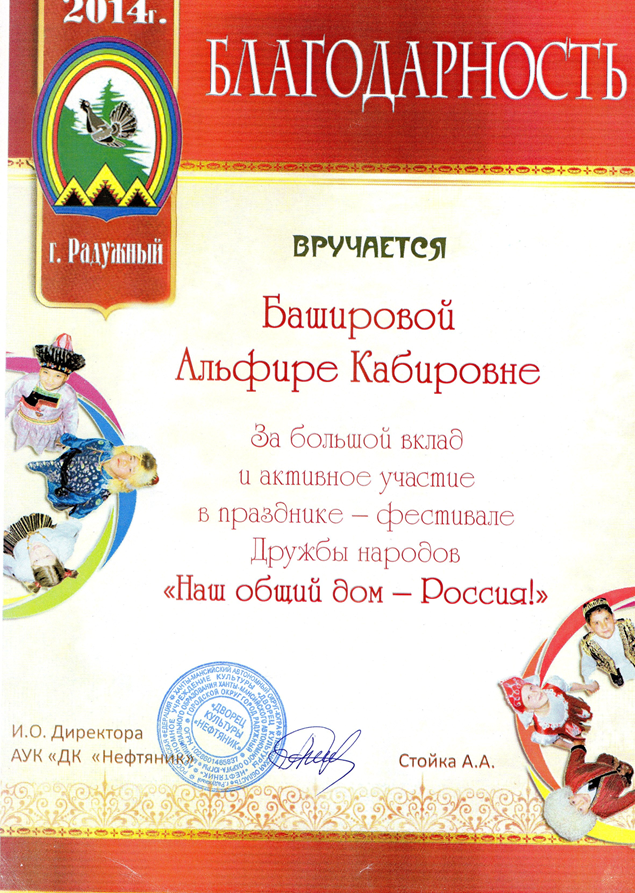 2014г.
БЛАГОДАРНОСТЬ
г. Радужный
ВРУЧАЕТСЯ
Башировой
Альфире Кабировне
За большой вклад
и активное участие
в празднике – фестивале
Дружбы народов
«Наш общий дом – Россия!»
«ДВОРЕЦ
КУЛЬТУРЫ
«НЕФТЯНИК»
И.О. Директора
АУК «ДК «Нефтяник»
Стойка А.А.